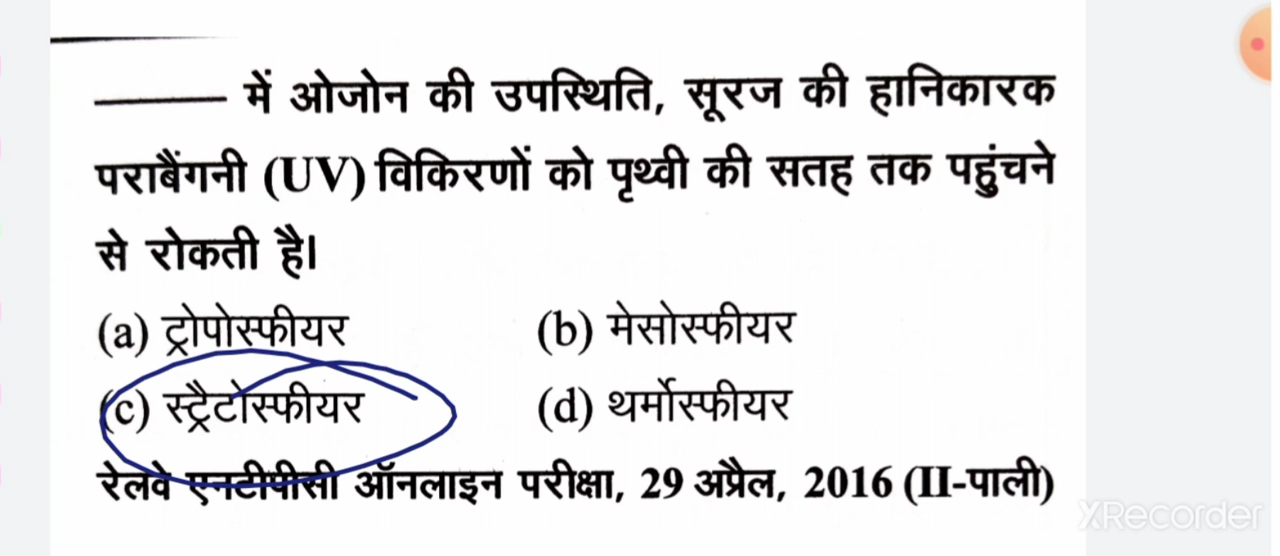 ______ में ओजोन की उपस्थिति, सूरज की हानिकारक
पराबैंगनी (UV) विकिरणों को पृथ्वी की सतह तक पहुंचने
से रोकती है।
(a) ट्रोपोस्फीयर (b) मेसोस्फीयर
(c) स्ट्रैटोस्फीयर (d) थर्मोस्फीयर
रेलवे एनटीपीसी ऑनलाइन परीक्षा, 29 अप्रैल, 2016 (II-पाली)
XRecorder